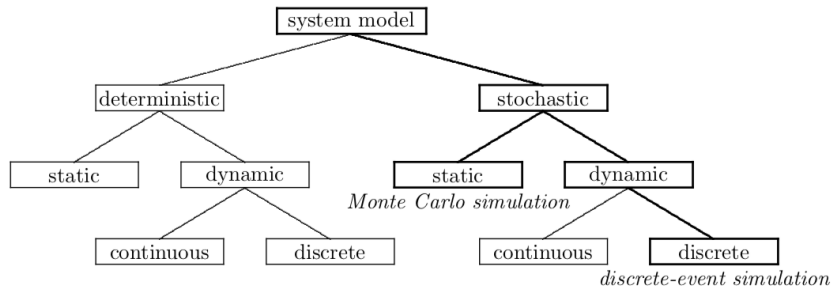 system model
deterministic
stochastic
static
dynamic
static
dynamic
Monte Carlo simulation
continuous
discrete
continuous
discrete
discrete-event simulation